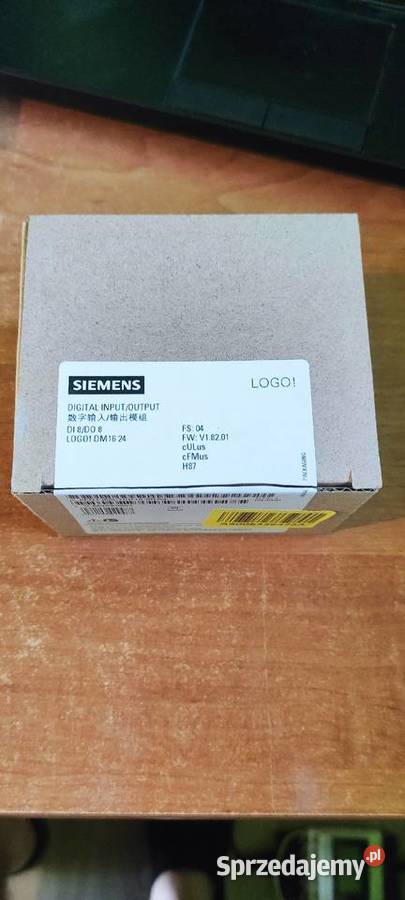 SIEMENS
LOGO!
DIGITAL INPUT/OUTPUT
数字输入/输出模组
DI 8/DO 8
LOGO! DM16 24
FS: 04
FW: V1.82.01
cULus
cFMus
H87
PACKAGING
Sprzedajemy.pl